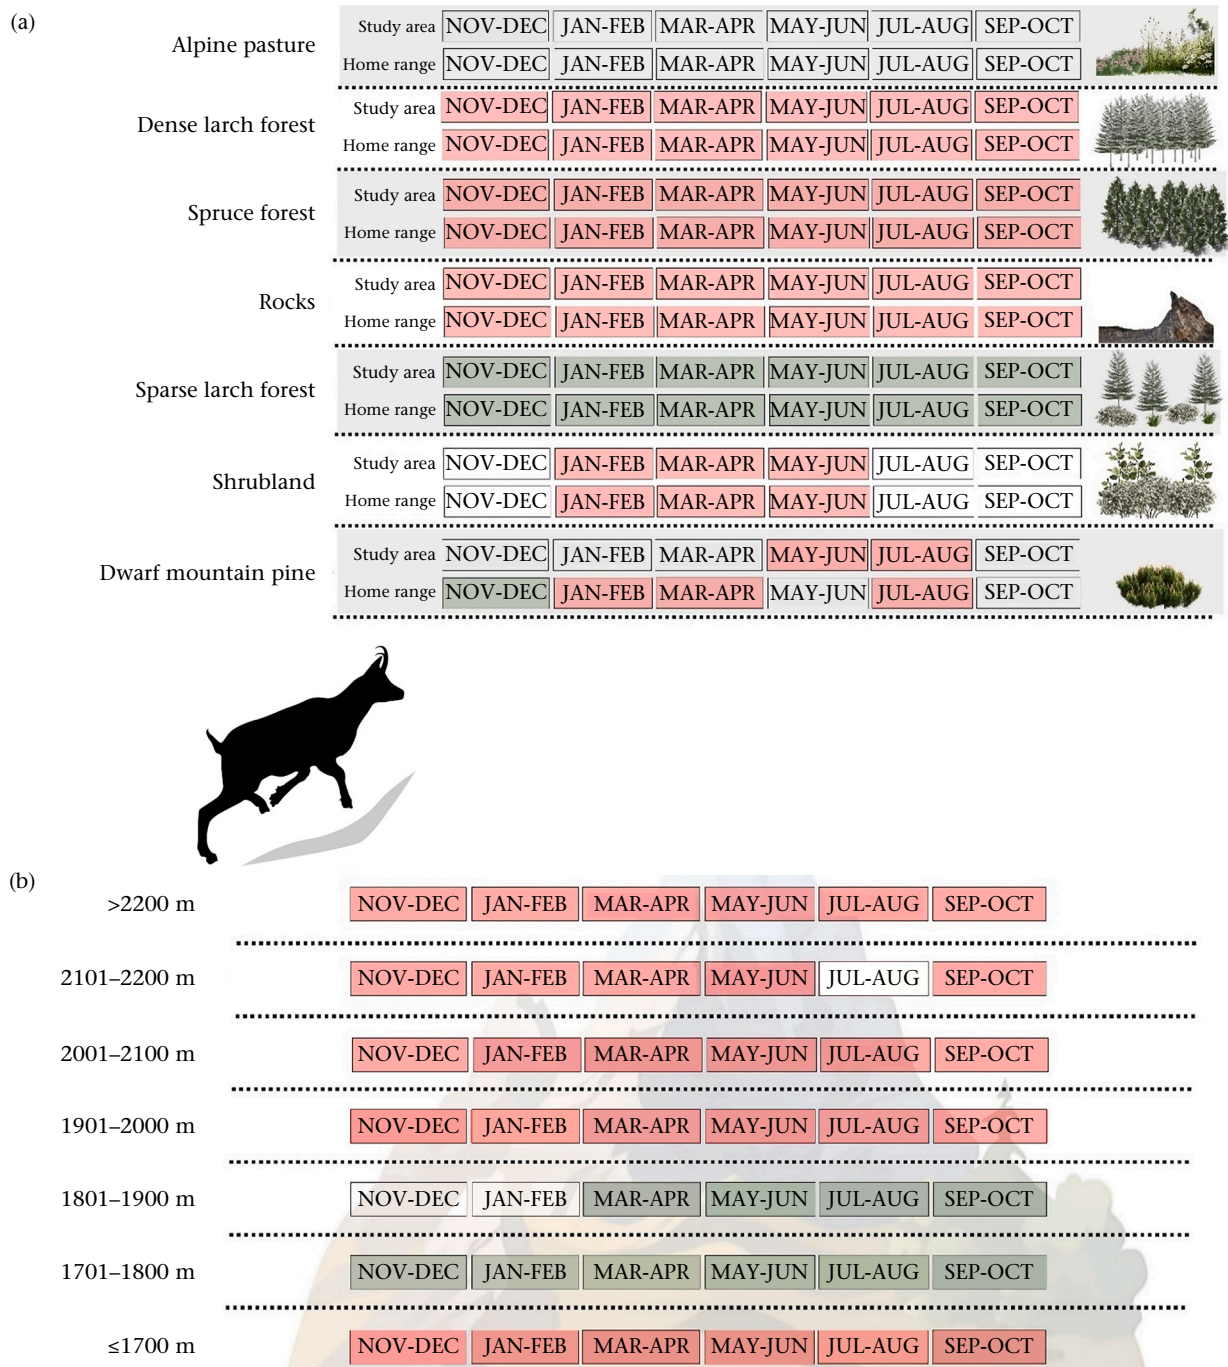 (a)
Alpine pasture
Study area NOV-DEC JAN-FEB MAR-APR MAY-JUN JUL-AUG SEP-OCT
Home range NOV-DEC JAN-FEB MAR-APR MAY-JUN JUL-AUG SEP-OCT
Dense larch forest
Study area NOV-DEC JAN-FEB MAR-APR MAY-JUN JUL-AUG SEP-OCT
Home range NOV-DEC JAN-FEB MAR-APR MAY-JUN JUL-AUG SEP-OCT
Spruce forest
Study area NOV-DEC JAN-FEB MAR-APR MAY-JUN JUL-AUG SEP-OCT
Home range NOV-DEC JAN-FEB MAR-APR MAY-JUN JUL-AUG SEP-OCT
Rocks
Study area NOV-DEC JAN-FEB MAR-APR MAY-JUN JUL-AUG SEP-OCT
Home range NOV-DEC JAN-FEB MAR-APR MAY-JUN JUL-AUG SEP-OCT
Sparse larch forest
Study area NOV-DEC JAN-FEB MAR-APR MAY-JUN JUL-AUG SEP-OCT
Home range NOV-DEC JAN-FEB MAR-APR MAY-JUN JUL-AUG SEP-OCT
Shrubland
Study area NOV-DEC JAN-FEB MAR-APR MAY-JUN JUL-AUG SEP-OCT
Home range NOV-DEC JAN-FEB MAR-APR MAY-JUN JUL-AUG SEP-OCT
Dwarf mountain pine
Study area NOV-DEC JAN-FEB MAR-APR MAY-JUN JUL-AUG SEP-OCT
Home range NOV-DEC JAN-FEB MAR-APR MAY-JUN JUL-AUG SEP-OCT
(b)
>2200 m NOV-DEC JAN-FEB MAR-APR MAY-JUN JUL-AUG SEP-OCT
2101–2200 m NOV-DEC JAN-FEB MAR-APR MAY-JUN JUL-AUG SEP-OCT
2001–2100 m NOV-DEC JAN-FEB MAR-APR MAY-JUN JUL-AUG SEP-OCT
1901–2000 m NOV-DEC JAN-FEB MAR-APR MAY-JUN JUL-AUG SEP-OCT
1801–1900 m NOV-DEC JAN-FEB MAR-APR MAY-JUN JUL-AUG SEP-OCT
1701–1800 m NOV-DEC JAN-FEB MAR-APR MAY-JUN JUL-AUG SEP-OCT
≤1700 m NOV-DEC JAN-FEB MAR-APR MAY-JUN JUL-AUG SEP-OCT